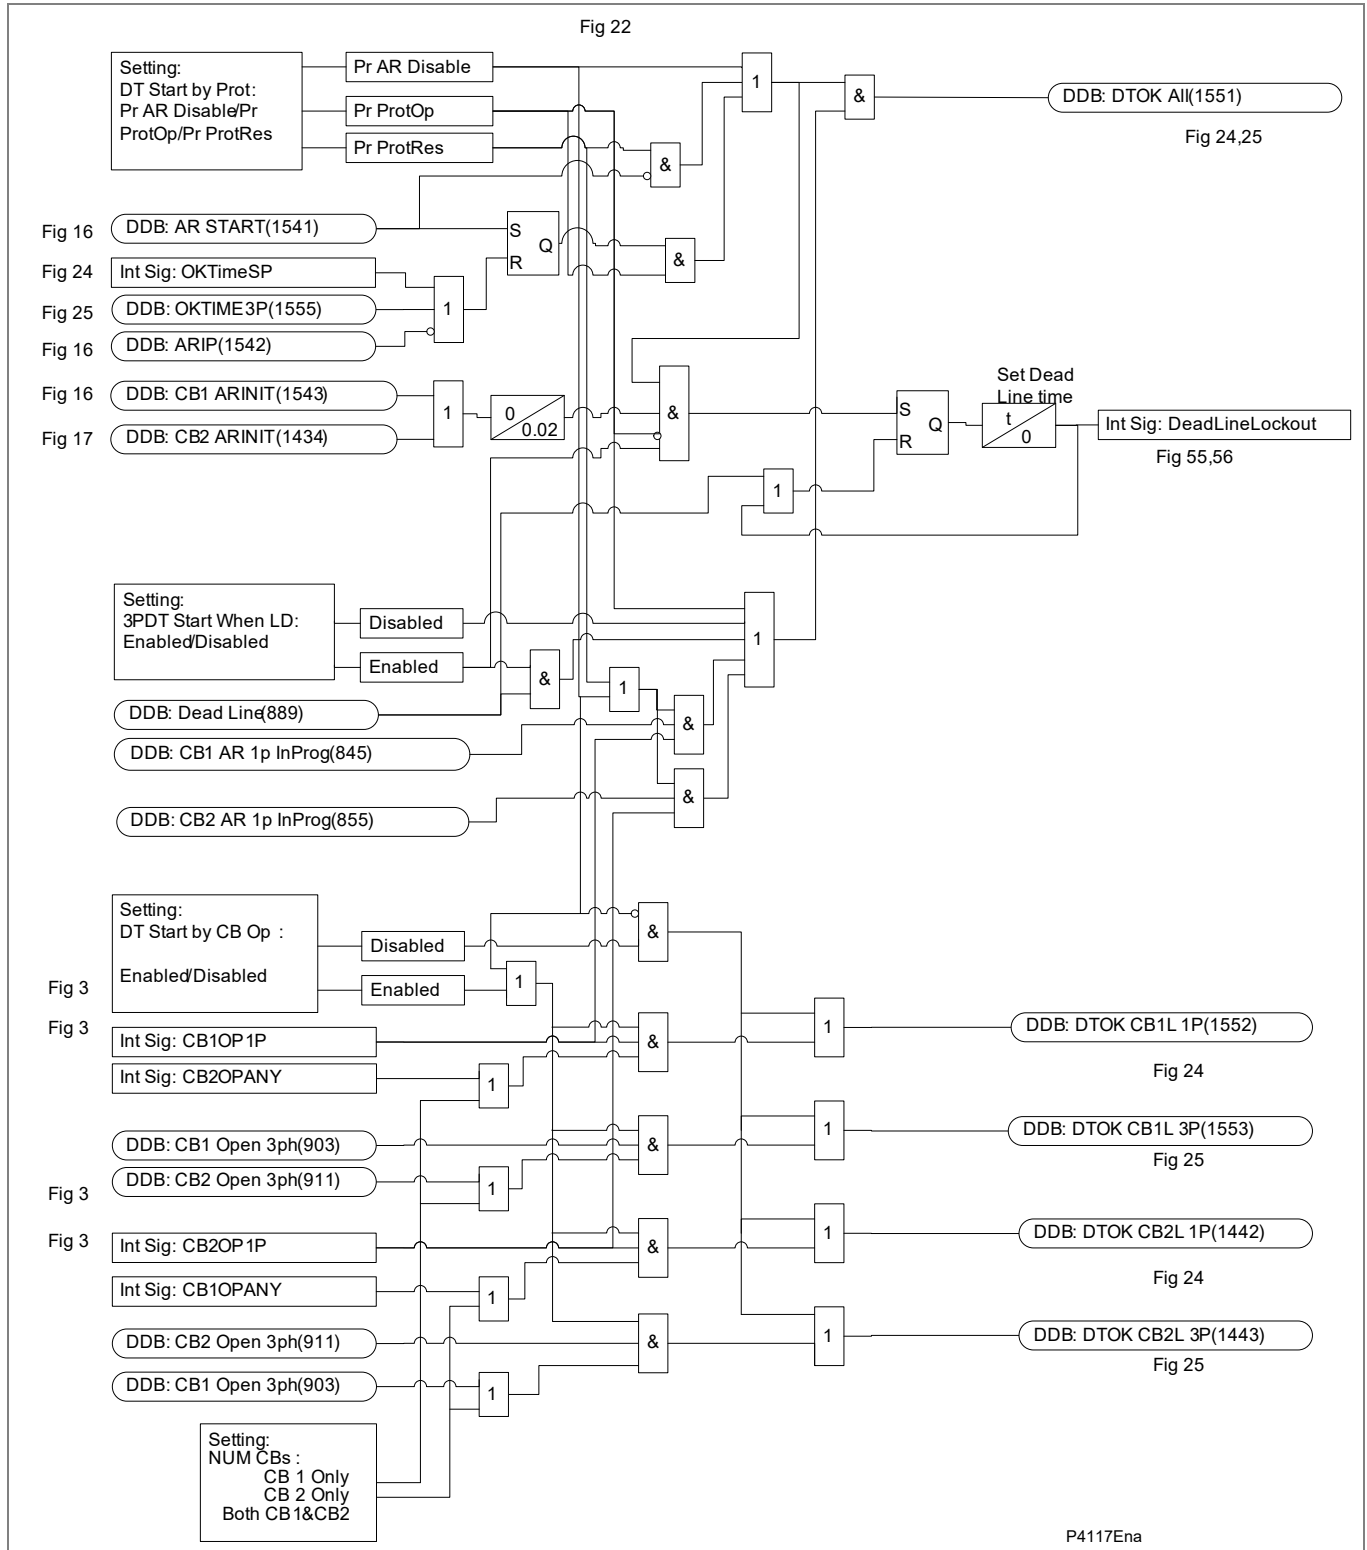 Fig 22
Setting:
DT Start by Prot:
Pr AR Disable/Pr
ProtOp/Pr ProtRes
Pr AR Disable
Pr ProtOp
Pr ProtRes
1
&
DDB: DTOK All(1551)
Fig 24,25
&
Fig 16
DDB: AR START(1541)
S
Q
R
&
Fig 24
Int Sig: OKTimeSP
Fig 25
DDB: OKTIME3P(1555)
1
Fig 16
DDB: ARIP(1542)
Fig 16
DDB: CB1 ARINIT(1543)
Fig 17
DDB: CB2 ARINIT(1434)
1
0
0.02
&
S
Q
R
Set Dead
Line time
t
0
Int Sig: DeadLineLockout
Fig 55,56
1
Setting:
3PDT Start When LD:
Enabled/Disabled
Disabled
Enabled
&
1
1
&
DDB: Dead Line(889)
DDB: CB1 AR 1p InProg(845)
&
DDB: CB2 AR 1p InProg(855)
Setting:
DT Start by CB Op :
Enabled/Disabled
Disabled
Enabled
&
1
Fig 3
Fig 3
Int Sig: CB1OP1P
&
1
DDB: DTOK CB1L 1P(1552)
Fig 24
Int Sig: CB2OPANY
1
DDB: CB1 Open 3ph(903)
&
1
DDB: DTOK CB1L 3P(1553)
Fig 25
DDB: CB2 Open 3ph(911)
1
Fig 3
Fig 3
Int Sig: CB2OP1P
&
1
DDB: DTOK CB2L 1P(1442)
Fig 24
Int Sig: CB1OPANY
1
DDB: CB2 Open 3ph(911)
&
1
DDB: DTOK CB2L 3P(1443)
Fig 25
DDB: CB1 Open 3ph(903)
1
Setting:
NUM CBs :
CB 1 Only
CB 2 Only
Both CB1&CB2
P4117Ena